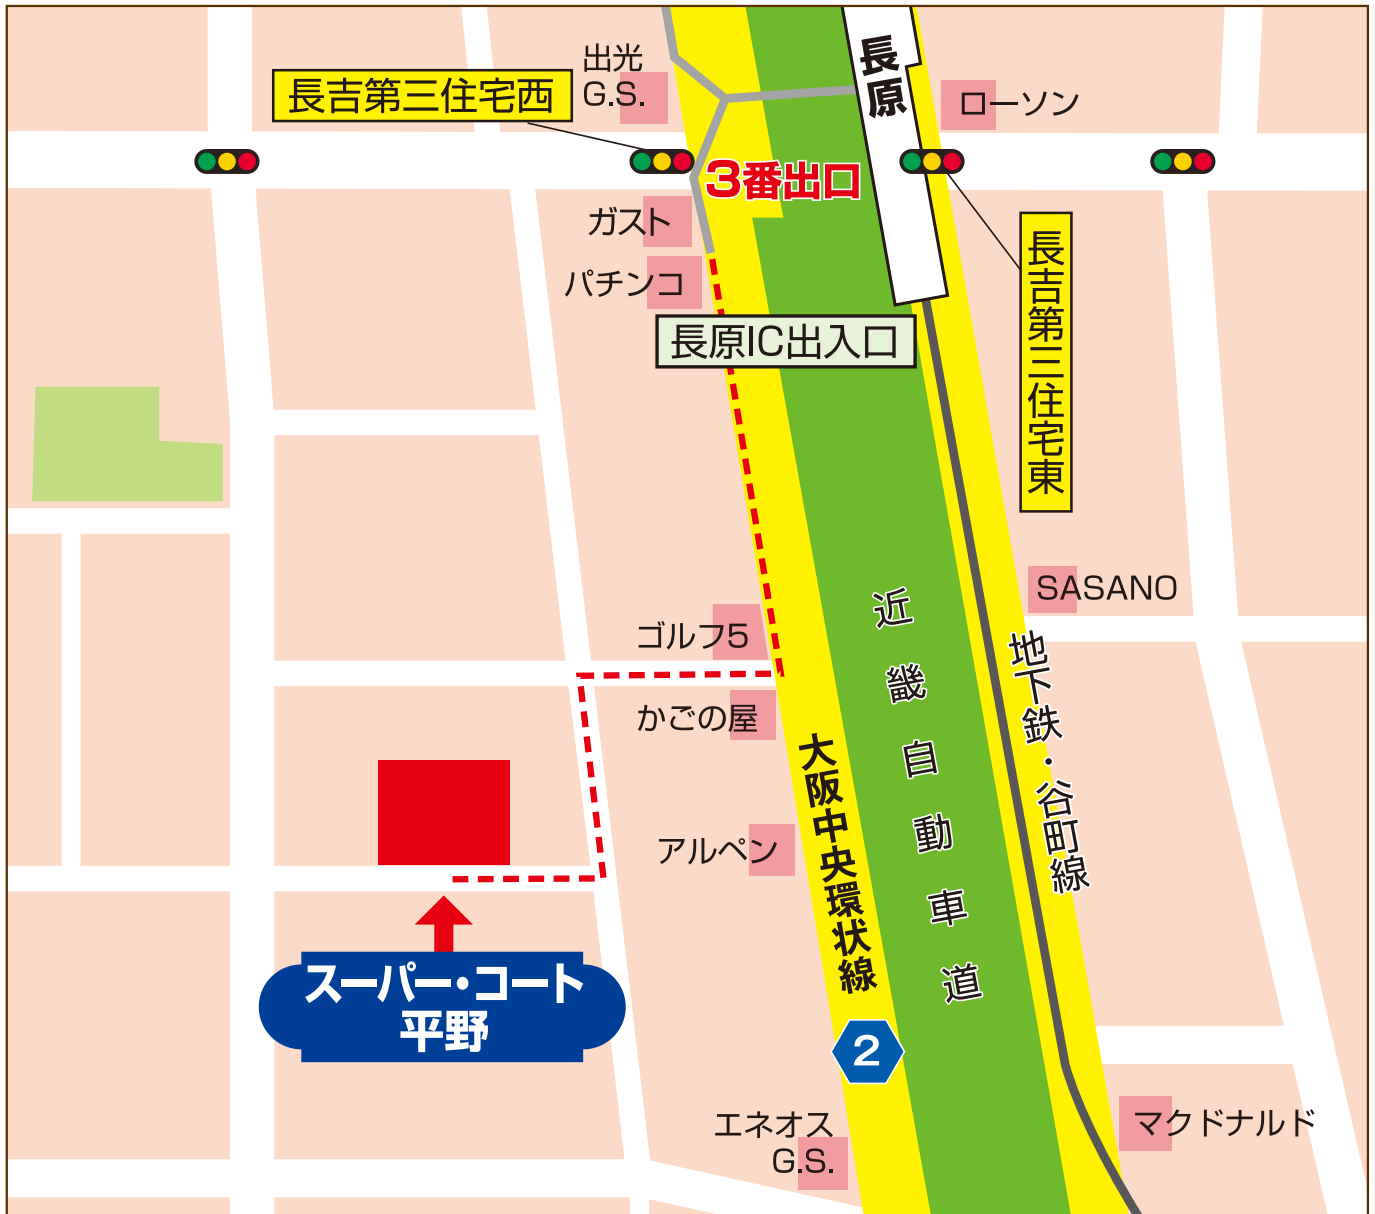 出光
G.S.
長吉第三住宅西
長原
ローソン
3番出口
ガスト
パチンコ
長原IC出入口
長吉第三住宅東
SASANO
ゴルフ5
近畿自動車道
地下鉄・谷町線
かごの屋
大阪中央環状線
アルペン
スーパー・コート
平野
2
エネオス
G.S.
マクドナルド